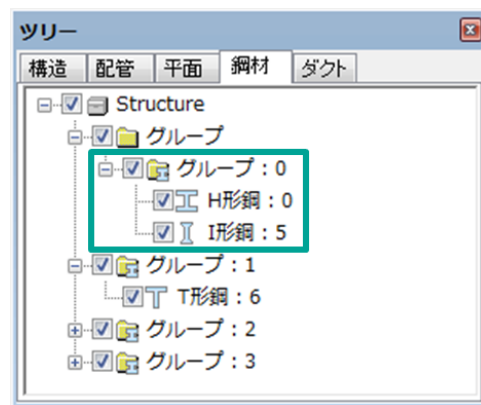 ツリー
構造 配管 平面 鋼材 ダクト
Structure
グループ
グループ：0
H形鋼：0
I形鋼：5
グループ：1
T形鋼：6
グループ：2
グループ：3